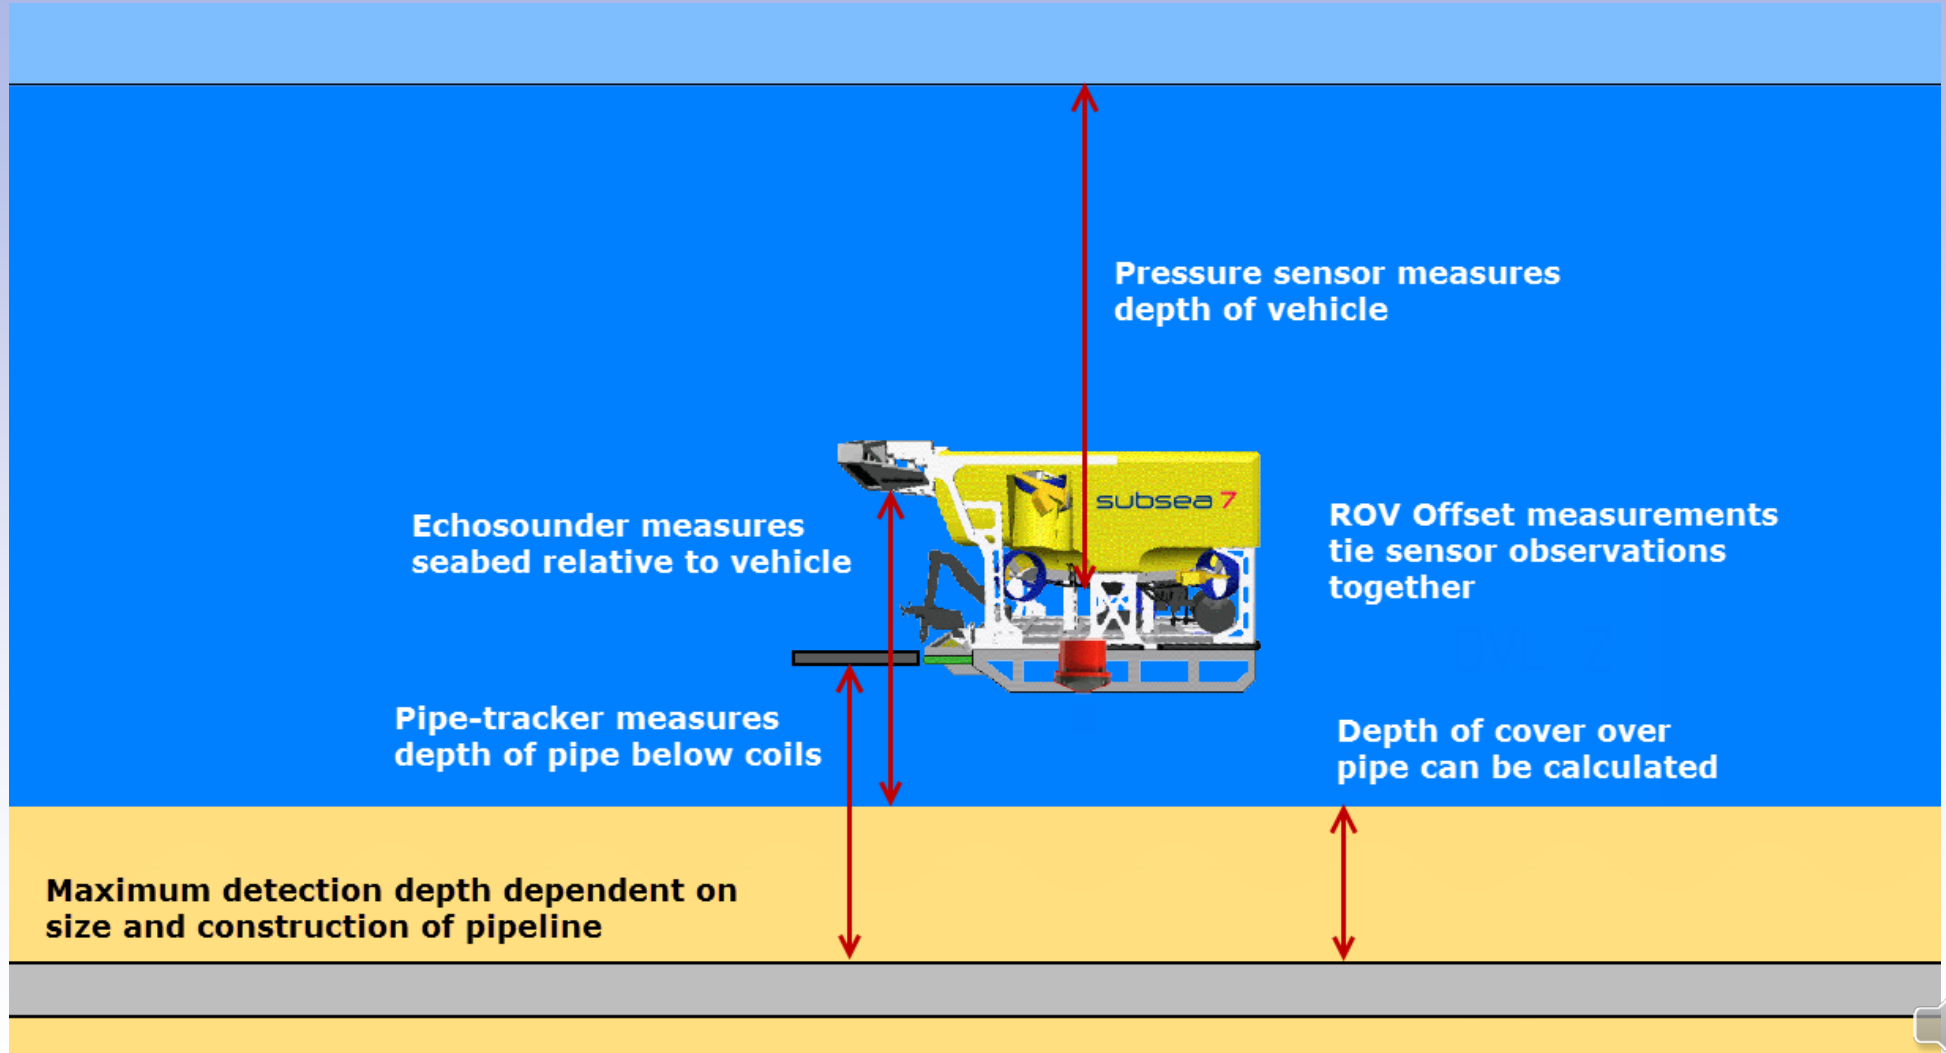 Pressure sensor measures
depth of vehicle
subsea 7
Echosounder measures
seabed relative to vehicle
ROV Offset measurements
tie sensor observations
together
Pipe-tracker measures
depth of pipe below coils
Depth of cover over
pipe can be calculated
Maximum detection depth dependent on
size and construction of pipeline